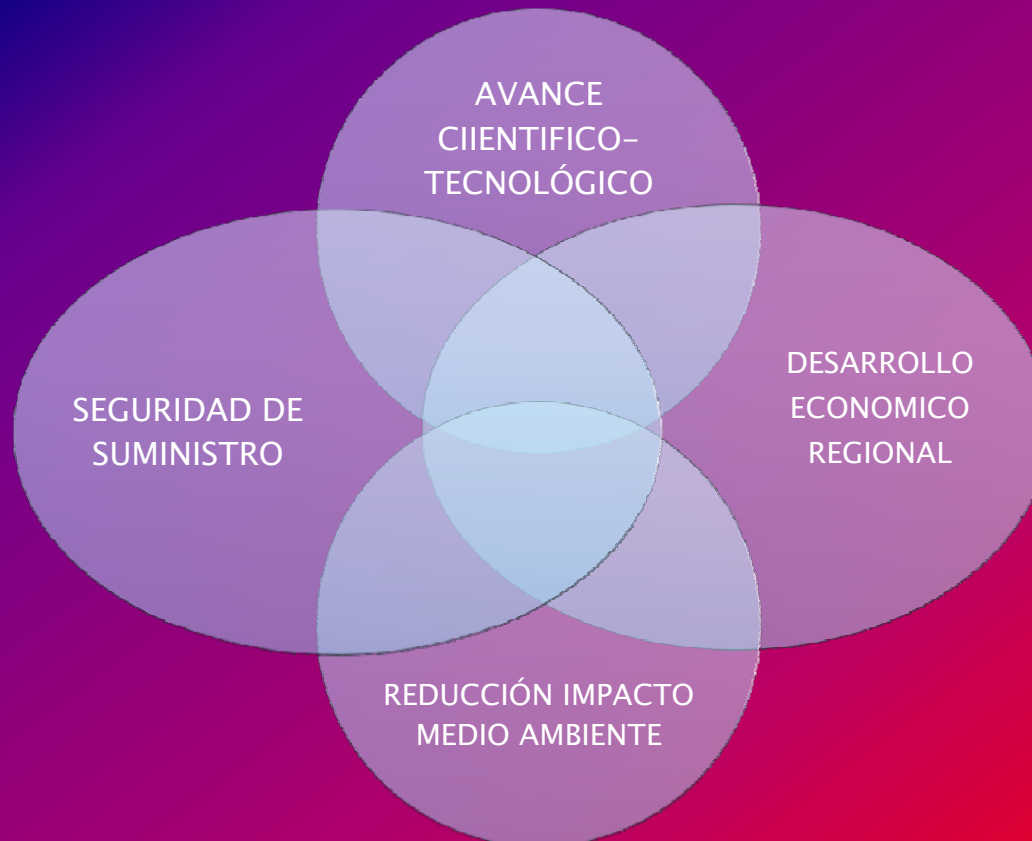 AVANCE
CIIENTIFICO-
TECNOLÓGICO
SEGURIDAD DE
SUMINISTRO
DESARROLLO
ECONOMICO
REGIONAL
REDUCCIÓN IMPACTO
MEDIO AMBIENTE